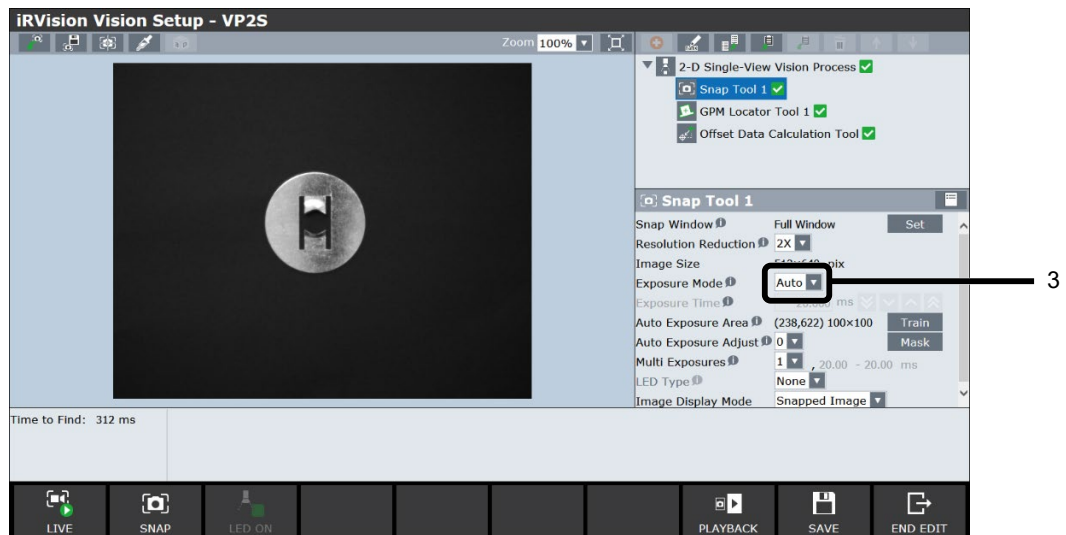 iRVision Vision Setup - VP2S
Zoom 100%
2-D Single-View Vision Process
Snap Tool 1
GPM Locator Tool 1
Offset Data Calculation Tool
Snap Tool 1
Snap Window Full Window Set
Resolution Reduction 2X
Image Size pix
Exposure Mode Auto
3
Exposure Time ms
Auto Exposure Area (238,622) 100×100 Train
Auto Exposure Adjust 0 Mask
Multi Exposures 1 , 20.00 - 20.00 ms
LED Type None
Image Display Mode Snapped Image
Time to Find: 312 ms
LIVE
SNAP
LED ON
PLAYBACK
SAVE
END EDIT